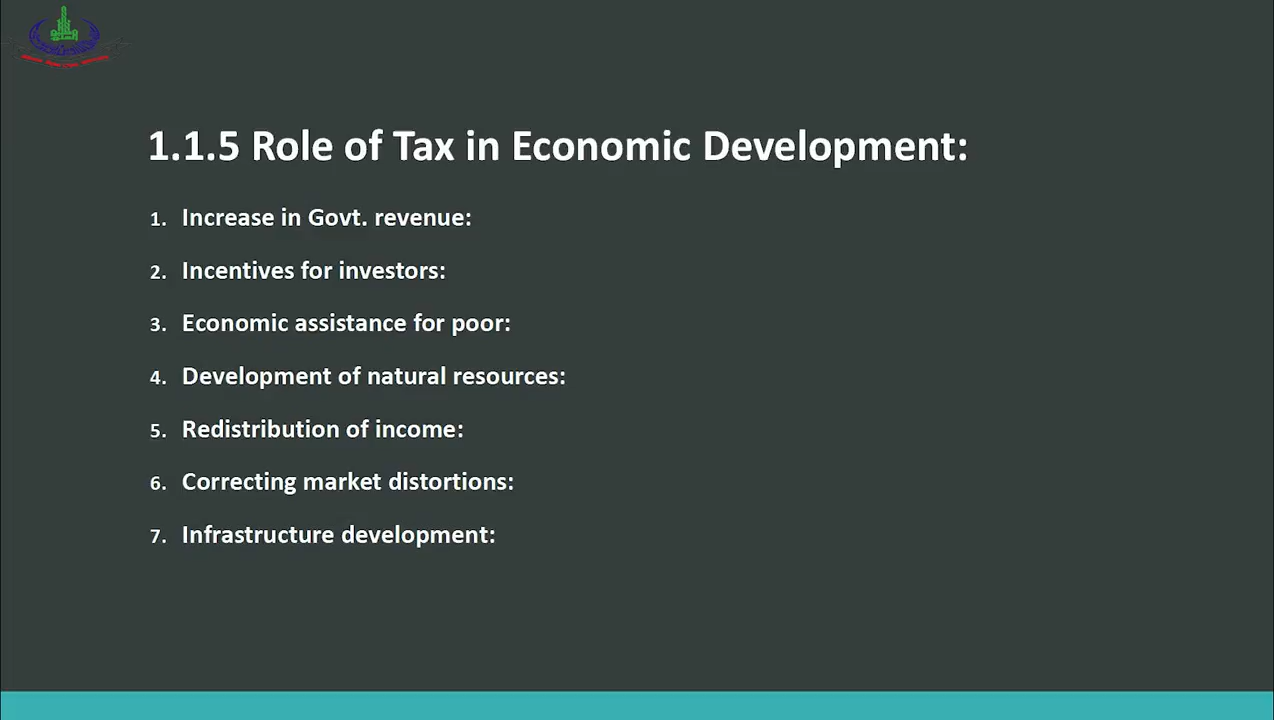 1.1.5 Role of Tax in Economic Development:
1. Increase in Govt. revenue:
2. Incentives for investors:
3. Economic assistance for poor:
4. Development of natural resources:
5. Redistribution of income:
6. Correcting market distortions:
7. Infrastructure development: